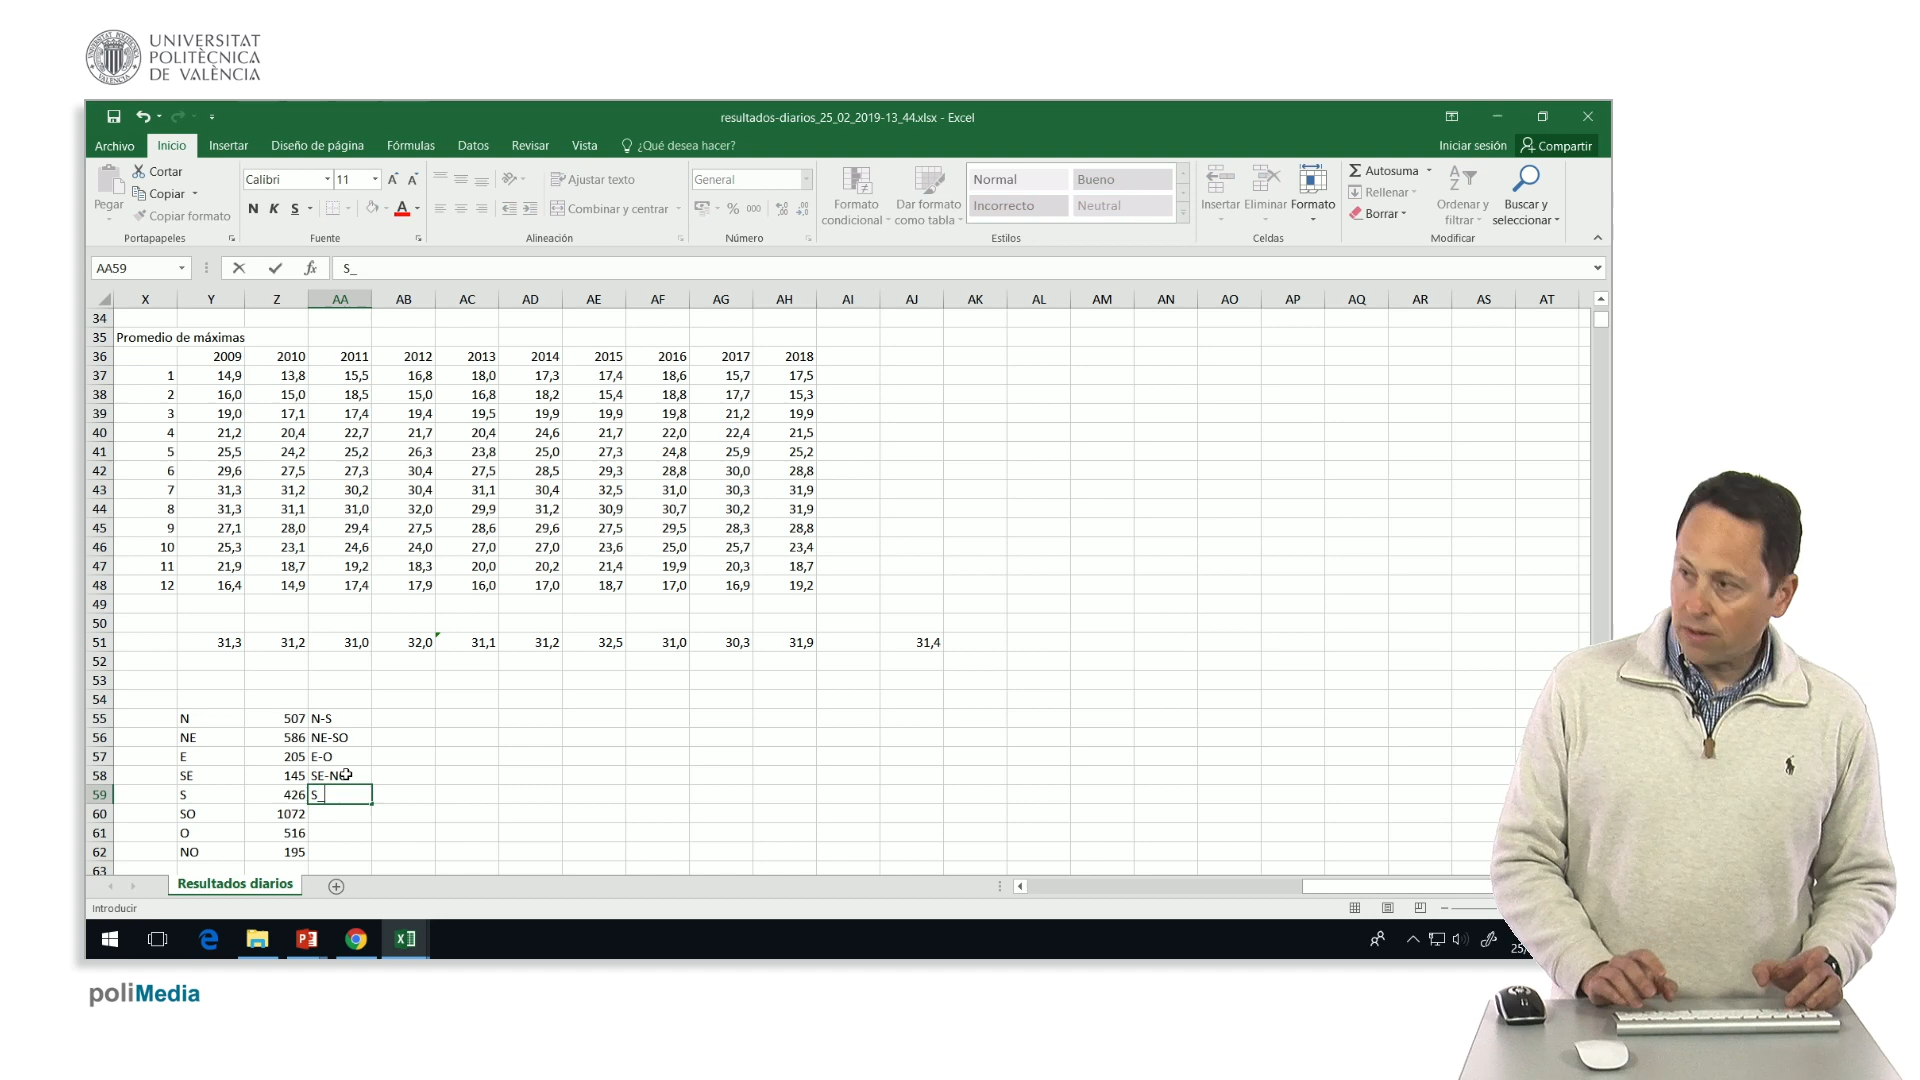 UNIVERSITAT
POLITÈCNICA
DE VALÈNCIA
resultados-diarios_25_02_2019-13_44.xlsx - Excel
Archivo Inicio Insertar Diseño de página Fórmulas Datos Revisar Vista ¿Qué desea hacer? Iniciar sesión Compartir
Pegar
Cortar
Copiar
Copiar formato
Portapapeles
Calibri 11
N K S
Fuente
Ajustar texto
Combinar y centrar
Alineación
General
% 000
Número
Formato condicional
Dar formato como tabla
Normal Bueno
Incorrecto Neutral
Estilos
Insertar Eliminar Formato
Celdas
Autosuma
Rellenar
Borrar
Ordenar y filtrar
Buscar y seleccionar
Modificar
AA59 fx S_
X Y Z AA AB AC AD AE AF AG AH AI AJ AK AL AM AN AO AP AQ AR AS AT
34
35 Promedio de máximas
36 2009 2010 2011 2012 2013 2014 2015 2016 2017 2018
37 1 14,9 13,8 15,5 16,8 18,0 17,3 17,4 18,6 15,7 17,5
38 2 16,0 15,0 18,5 15,0 16,8 18,2 15,4 18,8 17,7 15,3
39 3 19,0 17,1 17,4 19,4 19,5 19,9 19,9 19,8 21,2 19,9
40 4 21,2 20,4 22,7 21,7 20,4 24,6 21,7 22,0 22,4 21,5
41 5 25,5 24,2 25,2 26,3 23,8 25,0 27,3 24,8 25,9 25,2
42 6 29,6 27,5 27,3 30,4 27,5 28,5 29,3 28,8 30,0 28,8
43 7 31,3 31,2 30,2 30,4 31,1 30,4 32,5 31,0 30,3 31,9
44 8 31,3 31,1 31,0 32,0 29,9 31,2 30,9 30,7 30,2 31,9
45 9 27,1 28,0 29,4 27,5 28,6 29,6 27,5 29,5 28,3 28,8
46 10 25,3 23,1 24,6 24,0 27,0 27,0 23,6 25,0 25,7 23,4
47 11 21,9 18,7 19,2 18,3 20,0 20,2 21,4 19,9 20,3 18,7
48 12 16,4 14,9 17,4 17,9 16,0 17,0 18,7 17,0 16,9 19,2
49
50
51 31,3 31,2 31,0 32,0 31,1 31,2 32,5 31,0 30,3 31,9 31,4
52
53
54
55 N 507 N-S
56 NE 586 NE-SO
57 E 205 E-O
58 SE 145
59 S 426 S_
60 SO 1072
61 O 516
62 NO 195
63
Resultados diarios
Introducir
poliMedia